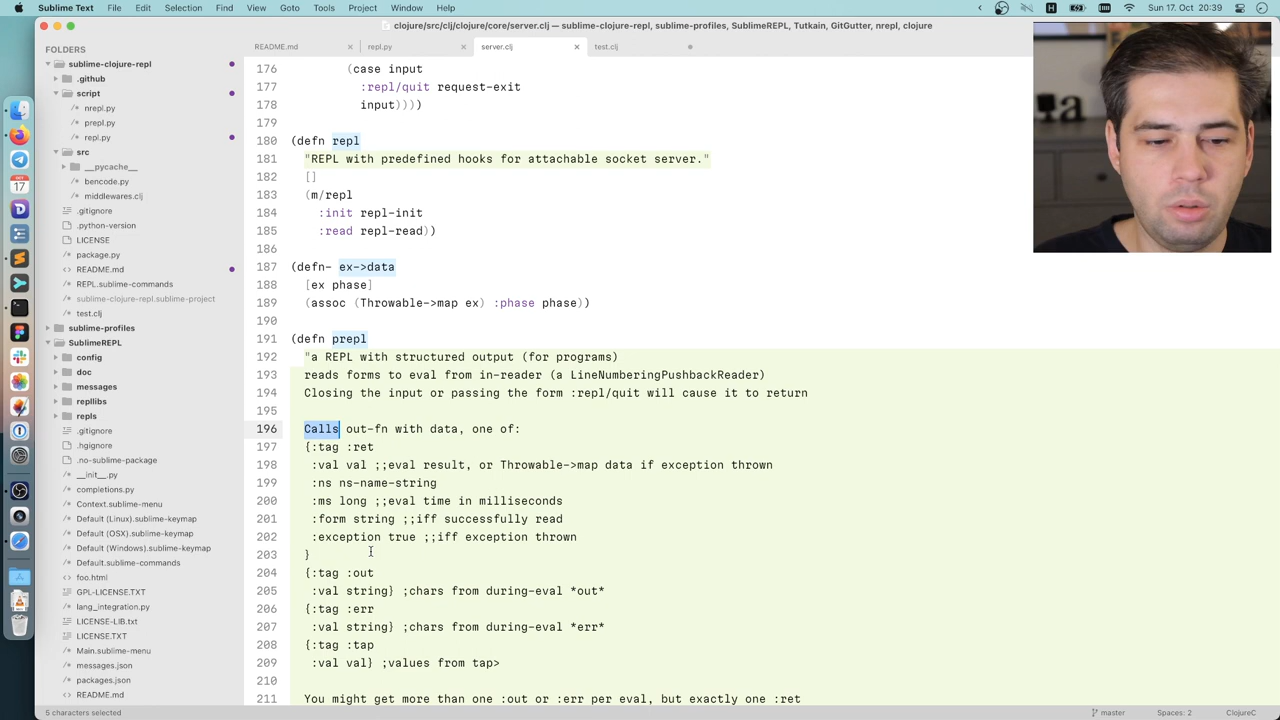 Sublime Text File Edit Selection Find View Goto Tools Project Window Help Sun 17. Oct 20:39
clojure/src/clj/clojure/core/server.clj — sublime-clojure-repl, sublime-profiles, SublimeREPL, Tutkain, GitGutter, nrepl, clojure
README.md repl.py server.clj test.clj
FOLDERS
sublime-clojure-repl
.github
script
nrepl.py
prepl.py
repl.py
src
__pycache__
bencode.py
middlewares.clj
.gitignore
.python-version
LICENSE
package.py
README.md
REPL.sublime-commands
sublime-clojure-repl.sublime-project
test.clj
sublime-profiles
SublimeREPL
config
doc
messages
repllibs
repls
.gitignore
.hgignore
.no-sublime-package
__init__.py
completions.py
Context.sublime-menu
Default (Linux).sublime-keymap
Default (OSX).sublime-keymap
Default (Windows).sublime-keymap
Default.sublime-commands
foo.html
GPL-LICENSE.TXT
lang_integration.py
LICENSE-LIB.txt
LICENSE.TXT
Main.sublime-menu
messages.json
packages.json
README.md
176 (case input
177 :repl/quit request-exit
178 input))))
179
180 (defn repl
181 "REPL with predefined hooks for attachable socket server."
182 []
183 (m/repl
184 :init repl-init
185 :read repl-read))
186
187 (defn- ex->data
188 [ex phase]
189 (assoc (Throwable->map ex) :phase phase))
190
191 (defn prepl
192 "a REPL with structured output (for programs)
193 reads forms to eval from in-reader (a LineNumberingPushbackReader)
194 Closing the input or passing the form :repl/quit will cause it to return
195
196 Calls out-fn with data, one of:
197 {:tag :ret
198 :val val ;;eval result, or Throwable->map data if exception thrown
199 :ns ns-name-string
200 :ms long ;;eval time in milliseconds
201 :form string ;;iff successfully read
202 :exception true ;;iff exception thrown
203 }
204 {:tag :out
205 :val string} ;chars from during-eval *out*
206 {:tag :err
207 :val string} ;chars from during-eval *err*
208 {:tag :tap
209 :val val} ;values from tap>
210
211 You might get more than one :out or :err per eval, but exactly one :ret
5 characters selected master Spaces: 2 ClojureC
OCT
17